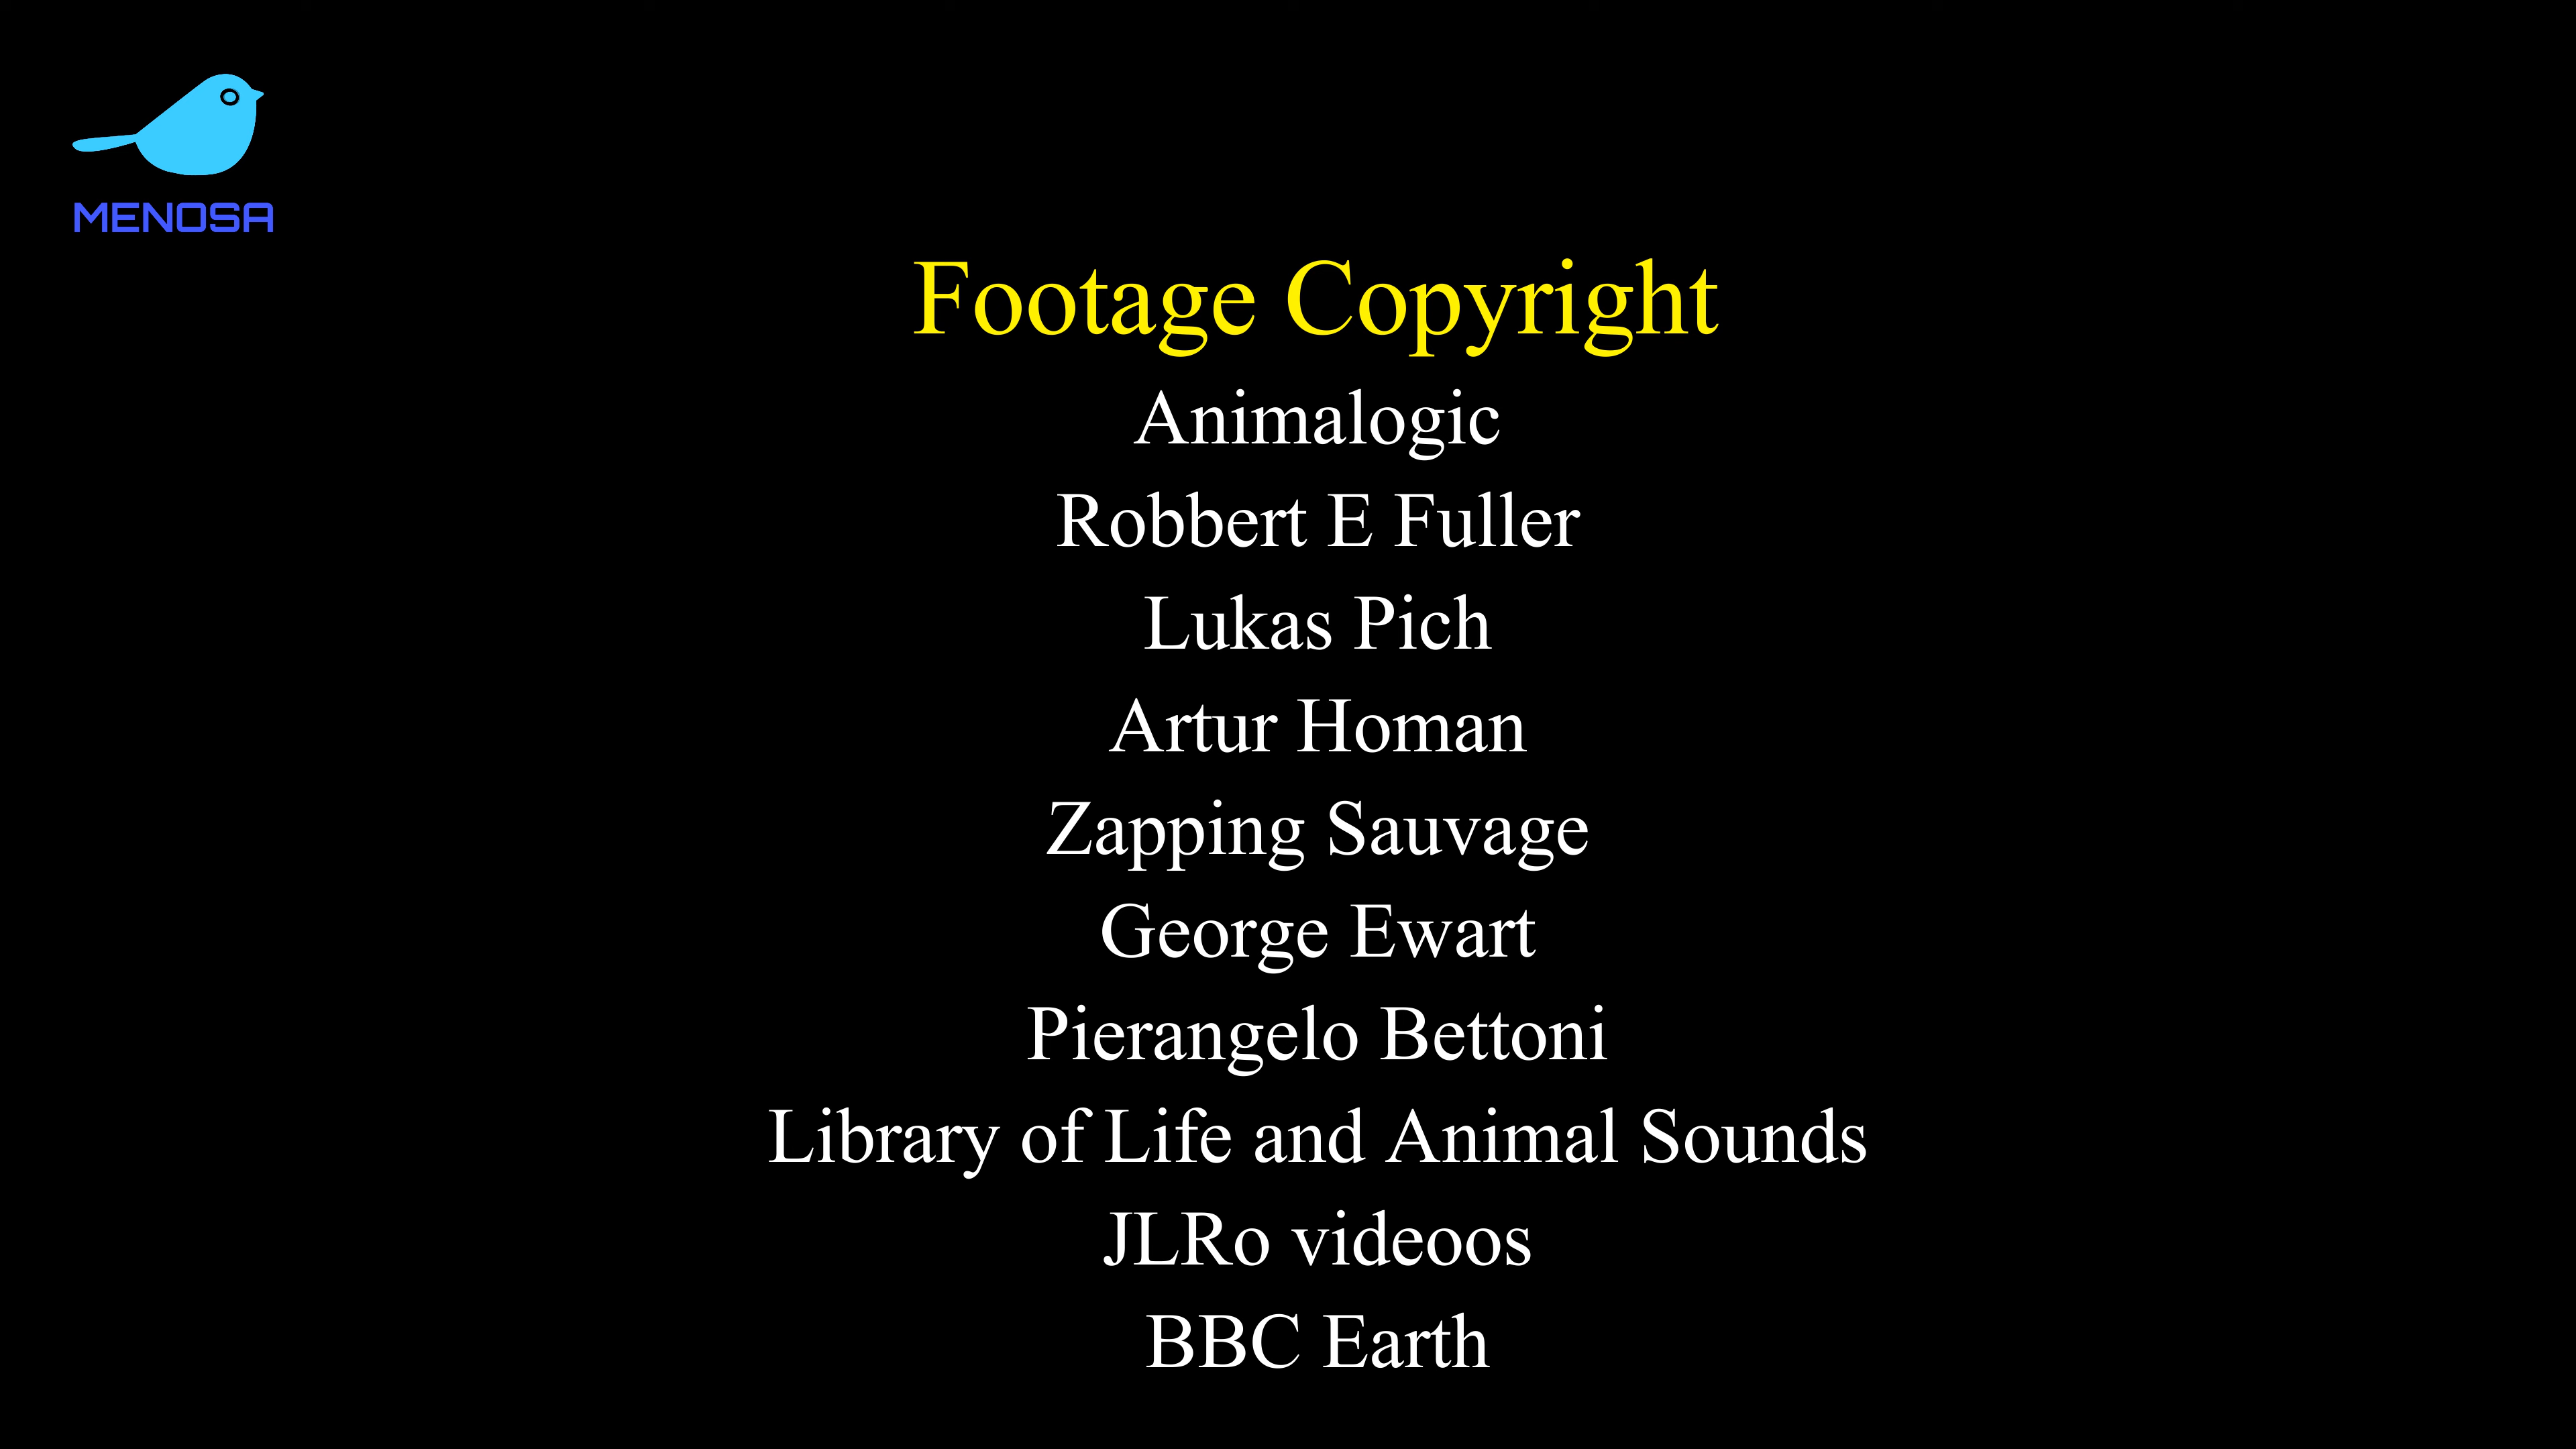 MENOSA
Footage Copyright
Animalogic
Robbert E Fuller
Lukas Pich
Artur Homan
Zapping Sauvage
George Ewart
Pierangelo Bettoni
Library of Life and Animal Sounds
JLRo videoos
BBC Earth